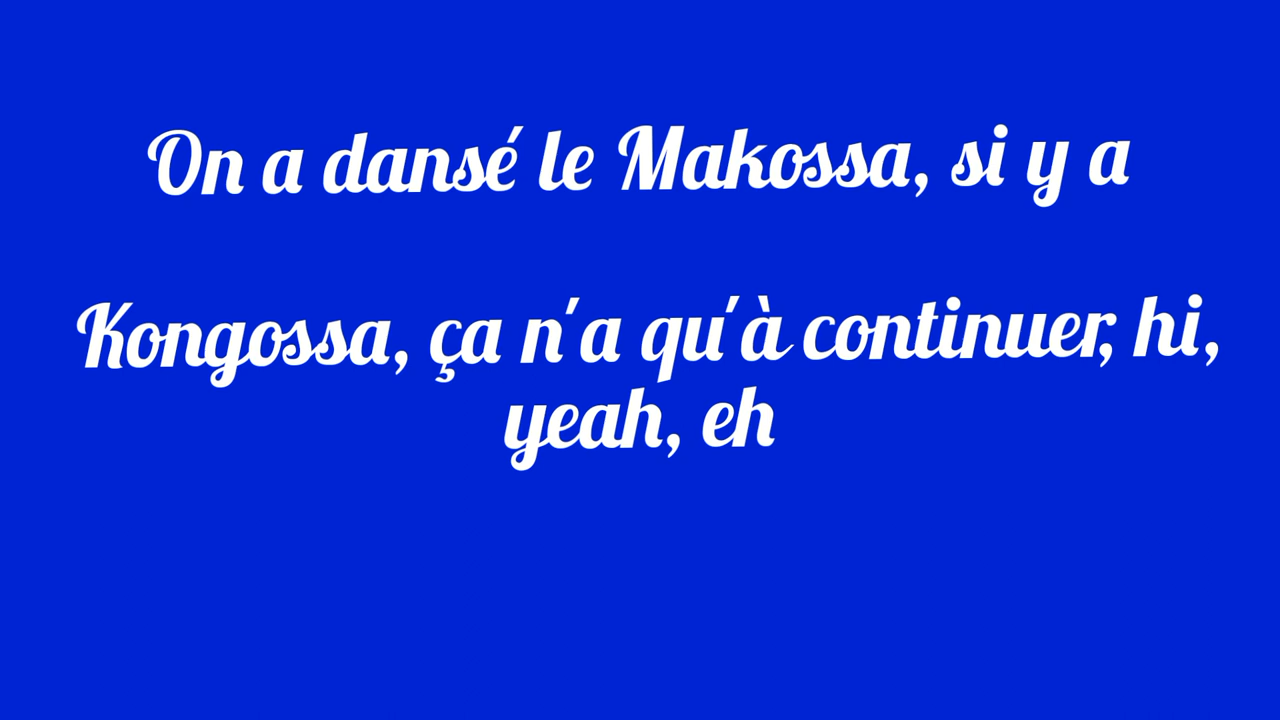 On a dansé le Makossa, si y a
Kongossa, ça n'a qu'à continuer, hi,
yeah, eh